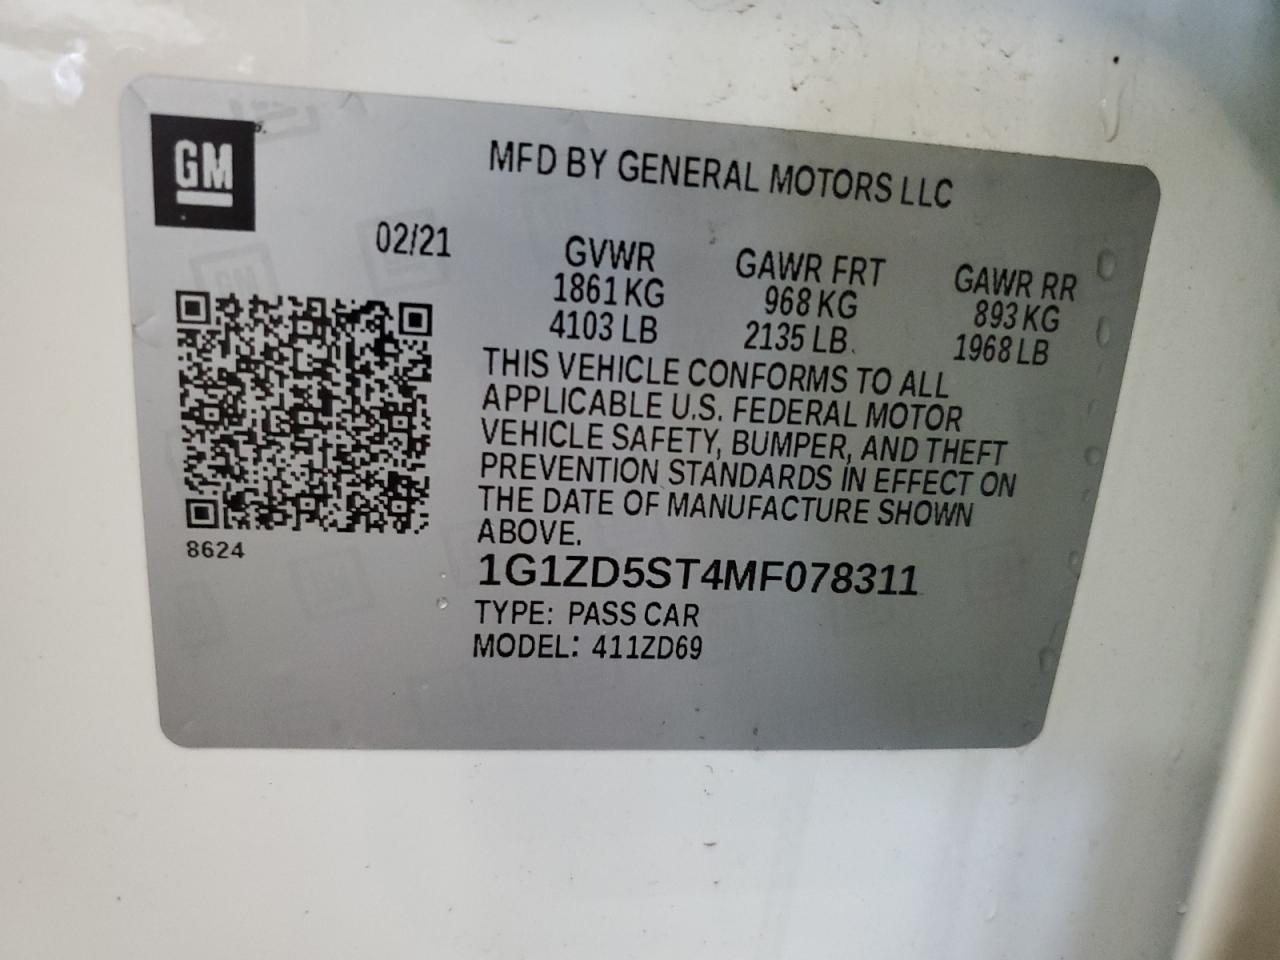 GM
MFD BY GENERAL MOTORS LLC
02/21
GVWR GAWR FRT GAWR RR
1861 KG 968 KG 893 KG
4103 LB 2135 LB 1968 LB
THIS VEHICLE CONFORMS TO ALL
APPLICABLE U.S. FEDERAL MOTOR
VEHICLE SAFETY, BUMPER, AND THEFT
PREVENTION STANDARDS IN EFFECT ON
THE DATE OF MANUFACTURE SHOWN
ABOVE.
8624
1G1ZD5ST4MF078311
TYPE: PASS CAR
MODEL: 411ZD69